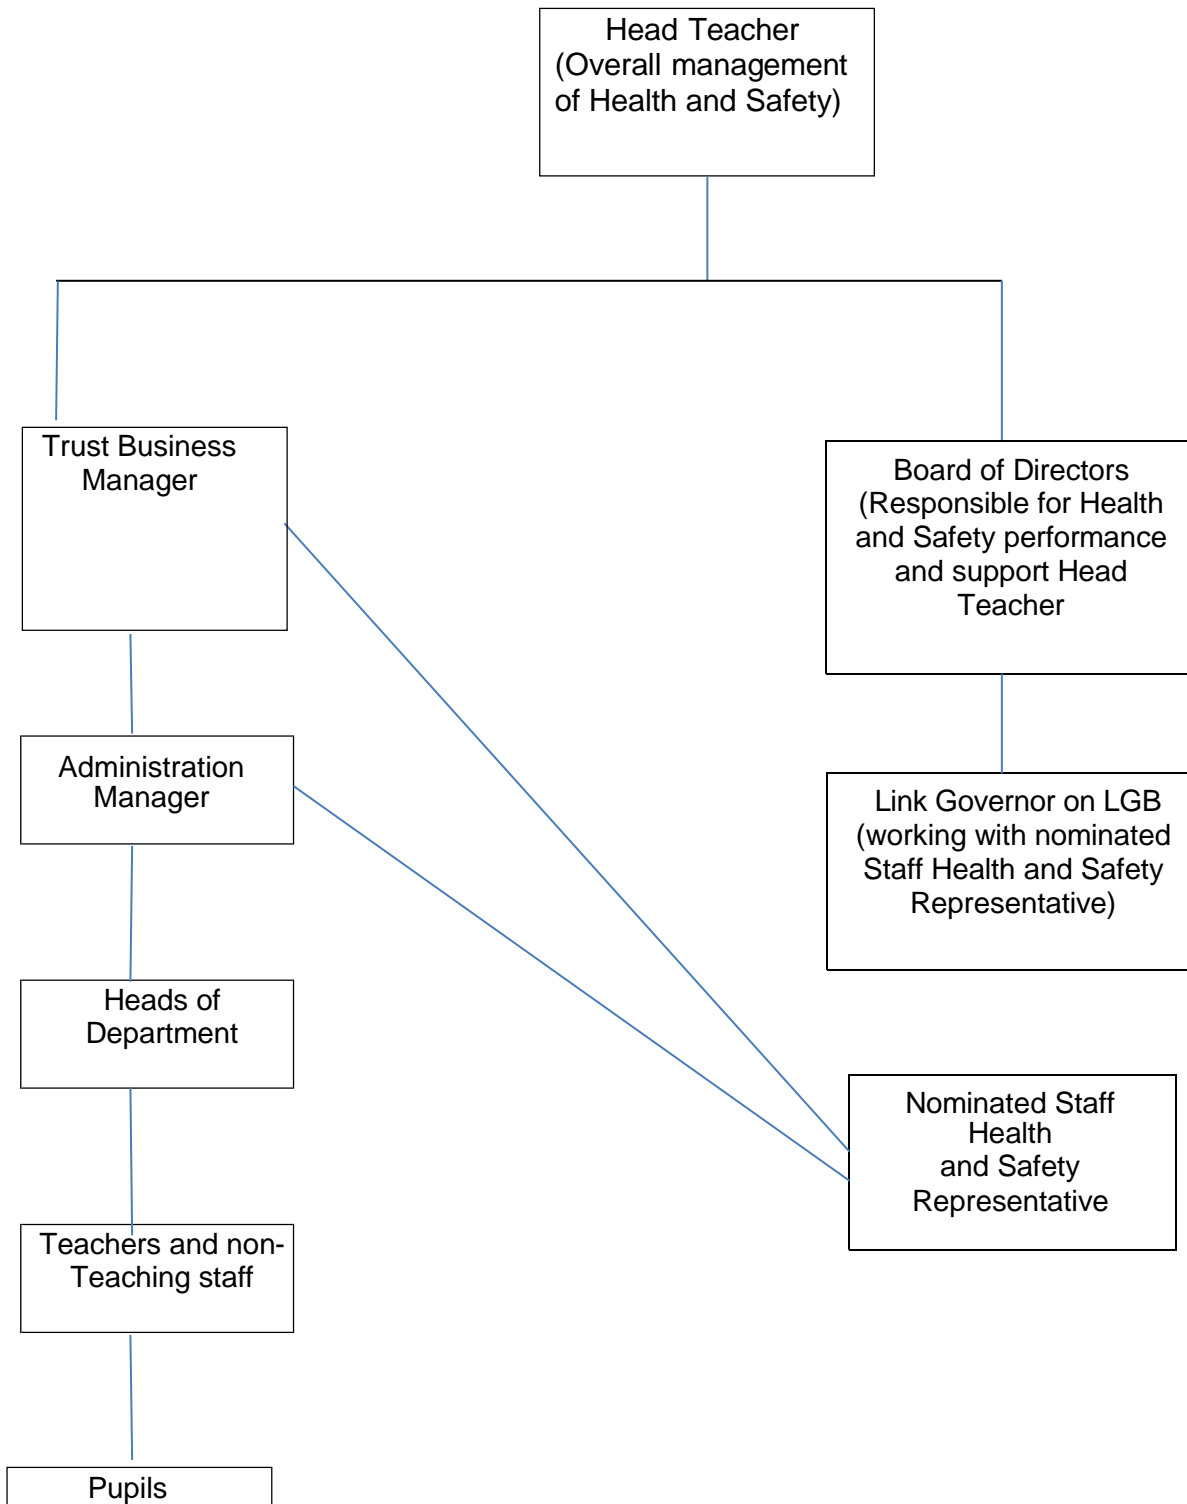 Head Teacher
(Overall management
of Health and Safety)
Trust Business
Manager
Board of Directors
(Responsible for Health
and Safety performance
and support Head
Teacher
Administration
Manager
Link Governor on LGB
(working with nominated
Staff Health and Safety
Representative)
Heads of
Department
Nominated Staff
Health
and Safety
Representative
Teachers and non-
Teaching staff
Pupils